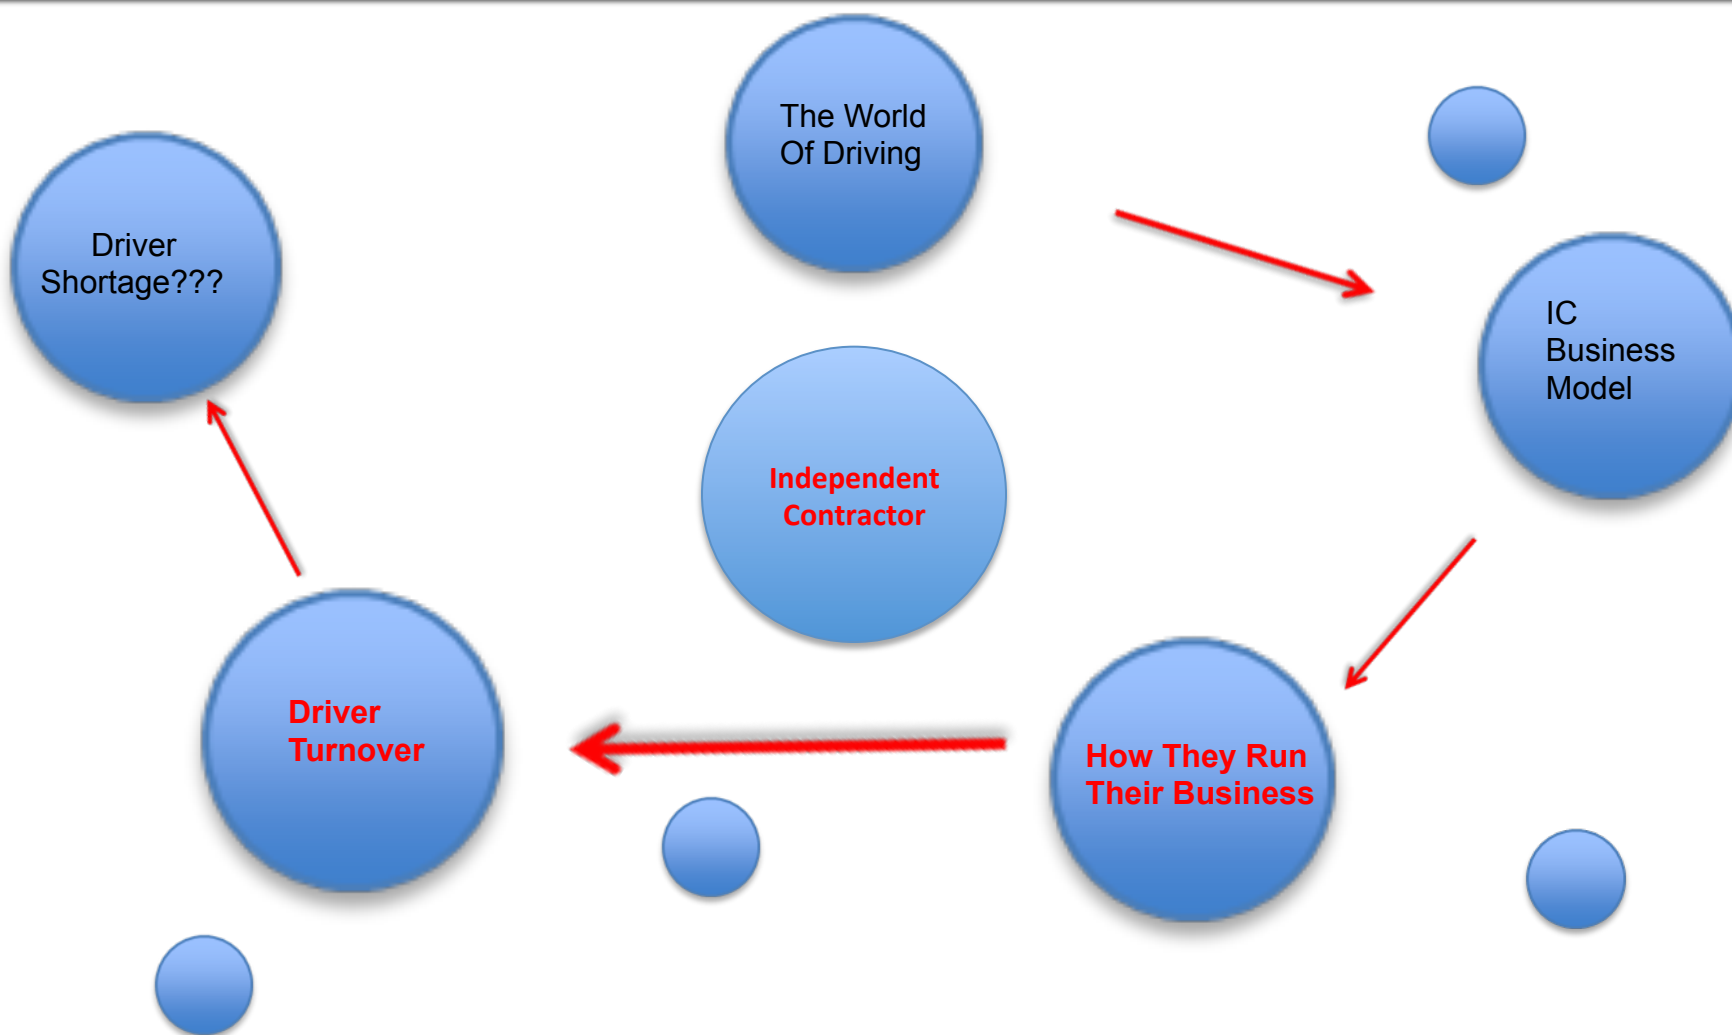 The World
Of Driving
Driver
Shortage???
IC
Business
Model
Independent
Contractor
Driver
Turnover
How They Run
Their Business